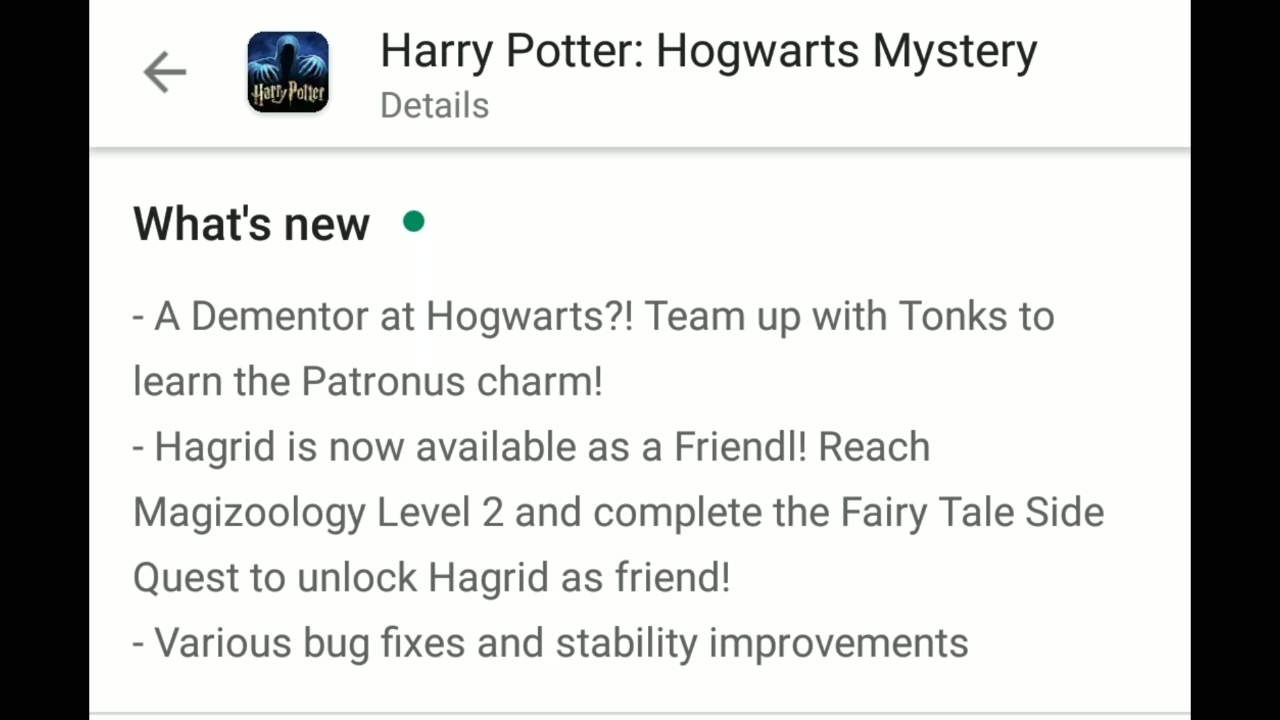 Harry Potter
Harry Potter: Hogwarts Mystery
Details
What's new
- A Dementor at Hogwarts?! Team up with Tonks to
learn the Patronus charm!
- Hagrid is now available as a Friendl! Reach
Magizoology Level 2 and complete the Fairy Tale Side
Quest to unlock Hagrid as friend!
- Various bug fixes and stability improvements